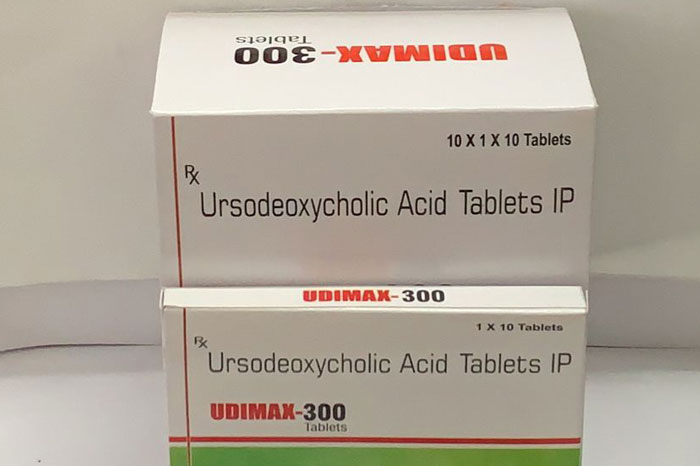 UDIMAX-300
Tablets
10 X 1 X 10 Tablets
Rx
Ursodeoxycholic Acid Tablets IP
UDIMAX-300
1 X 10 Tablets
Rx
Ursodeoxycholic Acid Tablets IP
UDIMAX-300
Tablets